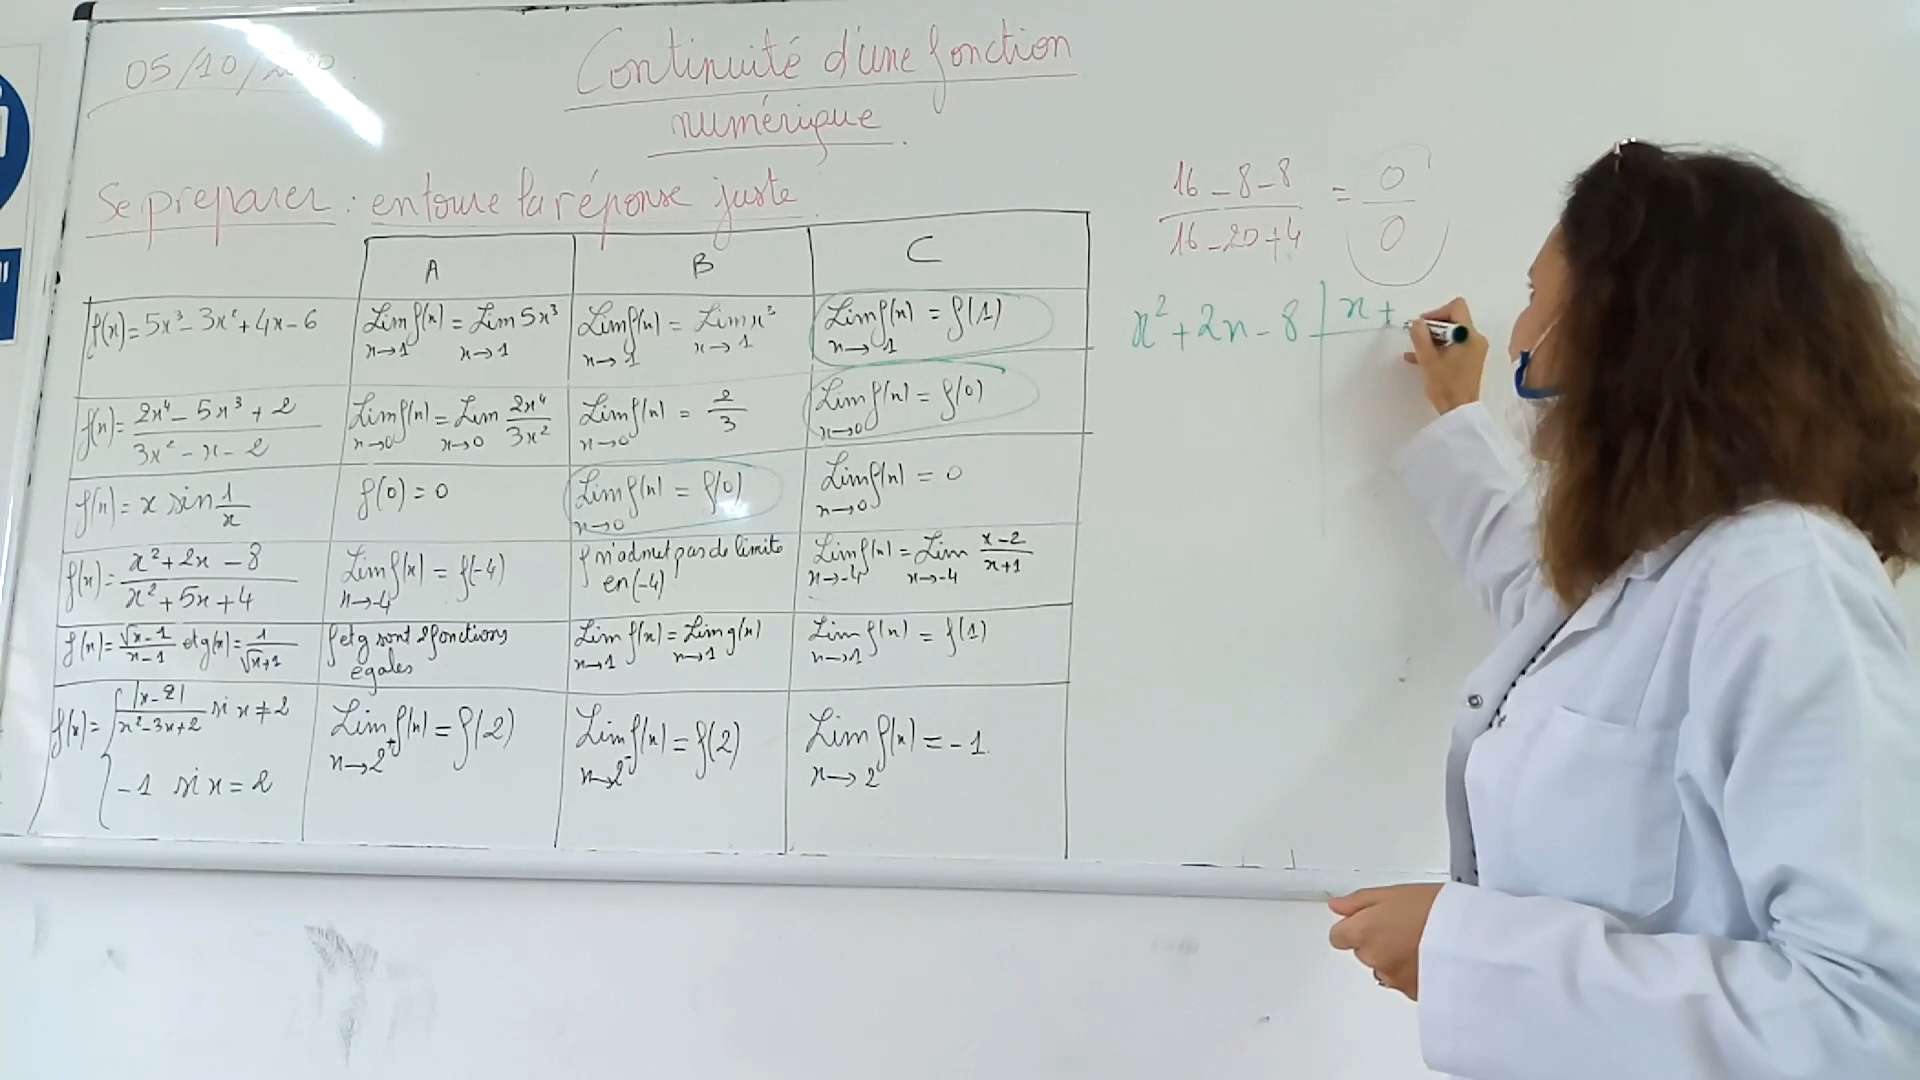 05/10/2020.
Continuité d'une fonction
numérique.
Se préparer : entoure la réponse juste.
A B C
f(x) = 5x³ - 3x² + 4x - 6 | Lim f(x) = Lim 5x³ | Lim f(x) = Lim x³ | Lim f(x) = f(1)
x→1 x→1 | x→1 x→1 | x→1
f(x) = (2x⁴ - 5x³ + 2)/(3x² - x - 2) | Lim f(x) = Lim 2x⁴/3x² | Lim f(x) = 2/3 | Lim f(x) = f(0)
x→0 x→0 | x→0 | x→0
f(x) = x sin 1/x | f(0) = 0 | Lim f(x) = f(0) | Lim f(x) = 0
x→0 | x→0
f(x) = (x² + 2x - 8)/(x² + 5x + 4) | Lim f(x) = f(-4) | f n'admet pas de limite | Lim f(x) = Lim (x-2)/(x+1)
x→-4 | en (-4) | x→-4 x→-4
f(x) = (√x - 1)/(x - 1) et g(x) = 1/(√x + 1) | f et g sont 2 fonctions | Lim f(x) = Lim g(x) | Lim f(x) = f(1)
égales | x→1 x→1 | x→1
f(x) = { |x-2|/(x² - 3x + 2) si x ≠ 2 | Lim f(x) = f(2) | Lim f(x) = f(2) | Lim f(x) = -1.
x→2⁺ | x→2⁻ | x→2
-1 si x = 2
(16 - 8 - 8)/(16 - 20 + 4) = 0/0
x² + 2x - 8 | x +